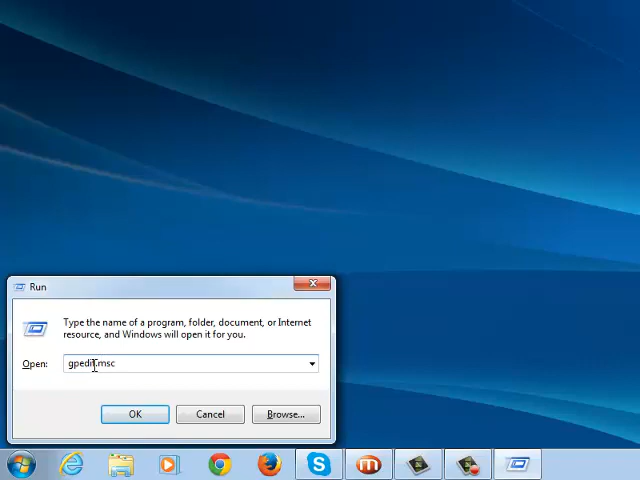 Run
Type the name of a program, folder, document, or Internet
resource, and Windows will open it for you.
Open: gpedit.msc
OK Cancel Browse...